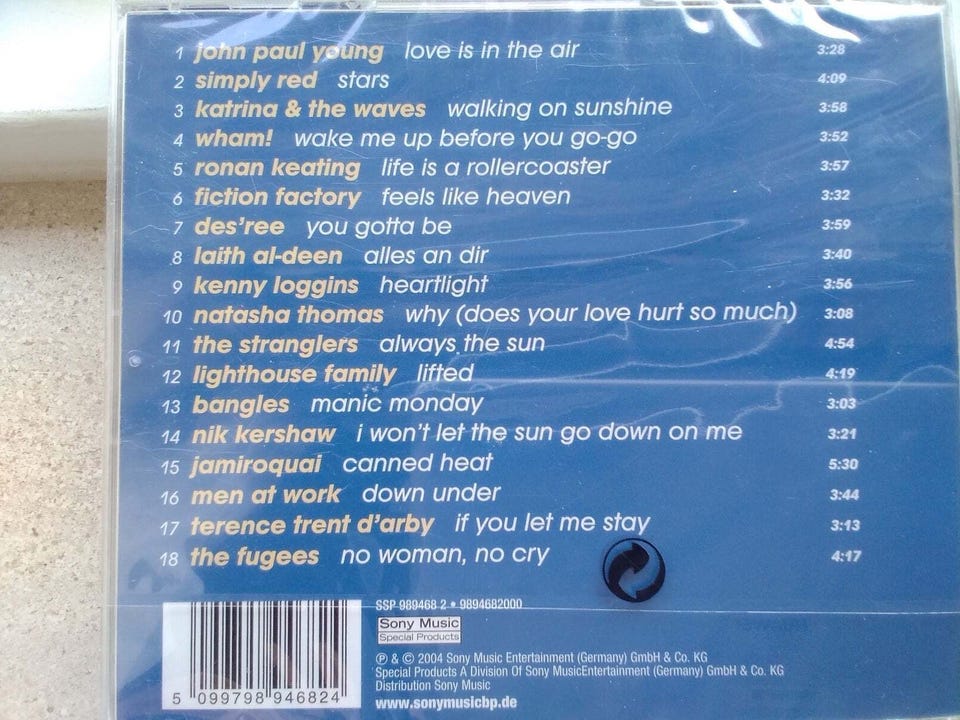 1 john paul young love is in the air 3:28
2 simply red stars 4:09
3 katrina & the waves walking on sunshine 3:58
4 wham! wake me up before you go-go 3:52
5 ronan keating life is a rollercoaster 3:57
6 fiction factory feels like heaven 3:32
7 des'ree you gotta be 3:59
8 laith al-deen alles an dir 3:40
9 kenny loggins heartlight 3:56
10 natasha thomas why (does your love hurt so much) 3:08
11 the stranglers always the sun 4:54
12 lighthouse family lifted 4:19
13 bangles manic monday 3:03
14 nik kershaw i won't let the sun go down on me 3:21
15 jamiroquai canned heat 5:30
16 men at work down under 3:44
17 terence trent d'arby if you let me stay 3:13
18 the fugees no woman, no cry 4:17
SSP 989468 2 • 9894682000
Sony Music
Special Products
℗ & © 2004 Sony Music Entertainment (Germany) GmbH & Co. KG
Special Products A Division Of Sony MusicEntertainment (Germany) GmbH & Co. KG
Distribution Sony Music
www.sonymusicbp.de
5 099798 946824